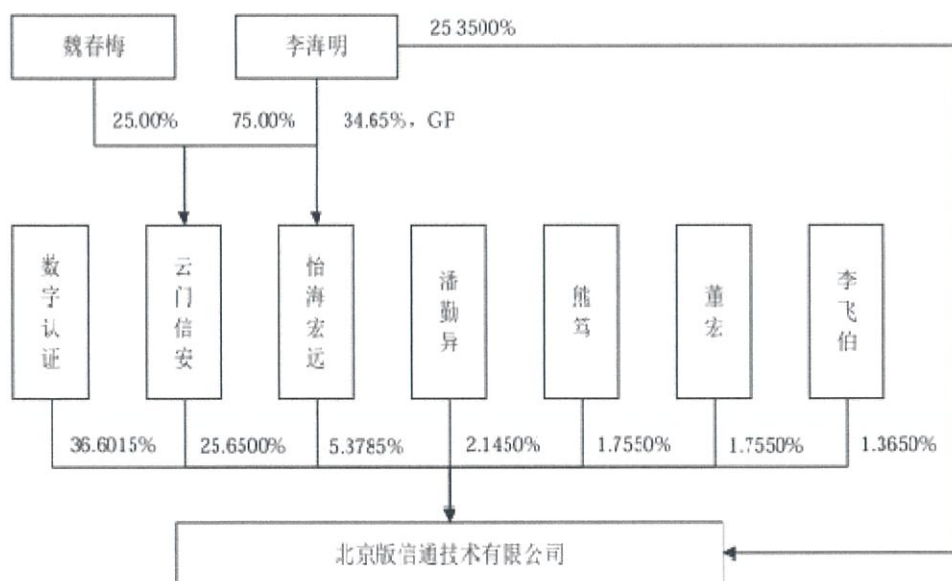 魏春梅
李海明
25.3500%
25.00%
75.00%
34.65%，GP
数字认证
云门信安
怡海宏远
潘勤异
熊笃
董宏
李飞伯
36.6015%
25.6500%
5.3785%
2.1450%
1.7550%
1.7550%
1.3650%
北京版信通技术有限公司